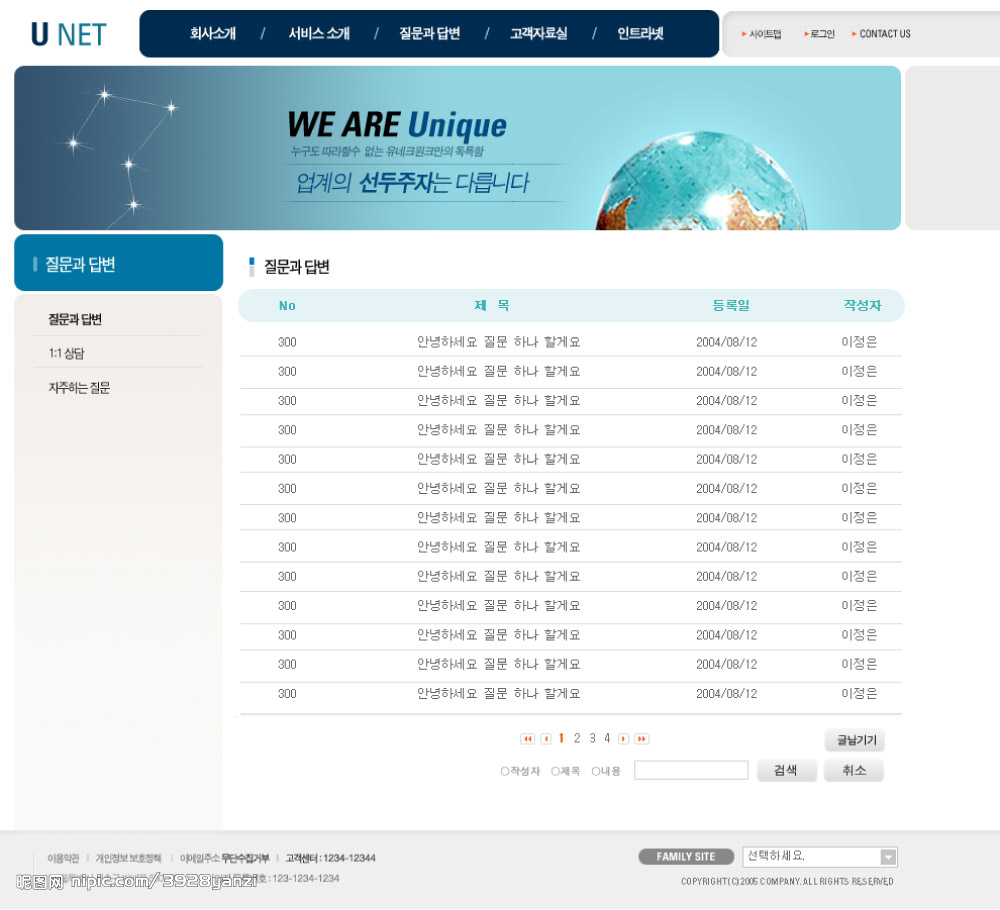 U NET
회사소개 / 서비스 소개 / 질문과 답변 / 고객자료실 / 인트라넷
사이트맵 로그인 CONTACT US
WE ARE Unique
누구도 따라할수 없는 유네크원크만의 독특함
업계의 선두주자는 다릅니다
질문과 답변
질문과 답변
1:1 상담
자주하는 질문
질문과 답변
No 제 목 등록일 작성자
300 안녕하세요 질문 하나 할게요 2004/08/12 이정은
300 안녕하세요 질문 하나 할게요 2004/08/12 이정은
300 안녕하세요 질문 하나 할게요 2004/08/12 이정은
300 안녕하세요 질문 하나 할게요 2004/08/12 이정은
300 안녕하세요 질문 하나 할게요 2004/08/12 이정은
300 안녕하세요 질문 하나 할게요 2004/08/12 이정은
300 안녕하세요 질문 하나 할게요 2004/08/12 이정은
300 안녕하세요 질문 하나 할게요 2004/08/12 이정은
300 안녕하세요 질문 하나 할게요 2004/08/12 이정은
300 안녕하세요 질문 하나 할게요 2004/08/12 이정은
300 안녕하세요 질문 하나 할게요 2004/08/12 이정은
300 안녕하세요 질문 하나 할게요 2004/08/12 이정은
300 안녕하세요 질문 하나 할게요 2004/08/12 이정은
1 2 3 4
글남기기
작성자 제목 내용 검색 취소
이용약관 | 개인정보 보호정책 | 이메일주소 무단수집거부 | 고객센터 : 1234-12344
FAMILY SITE 선택하세요.
:123-1234-1234
昵图网 nipic.com/3928yanzi
COPYRIGHT(C)2005 COMPANY. ALL RIGHTS RESERVED